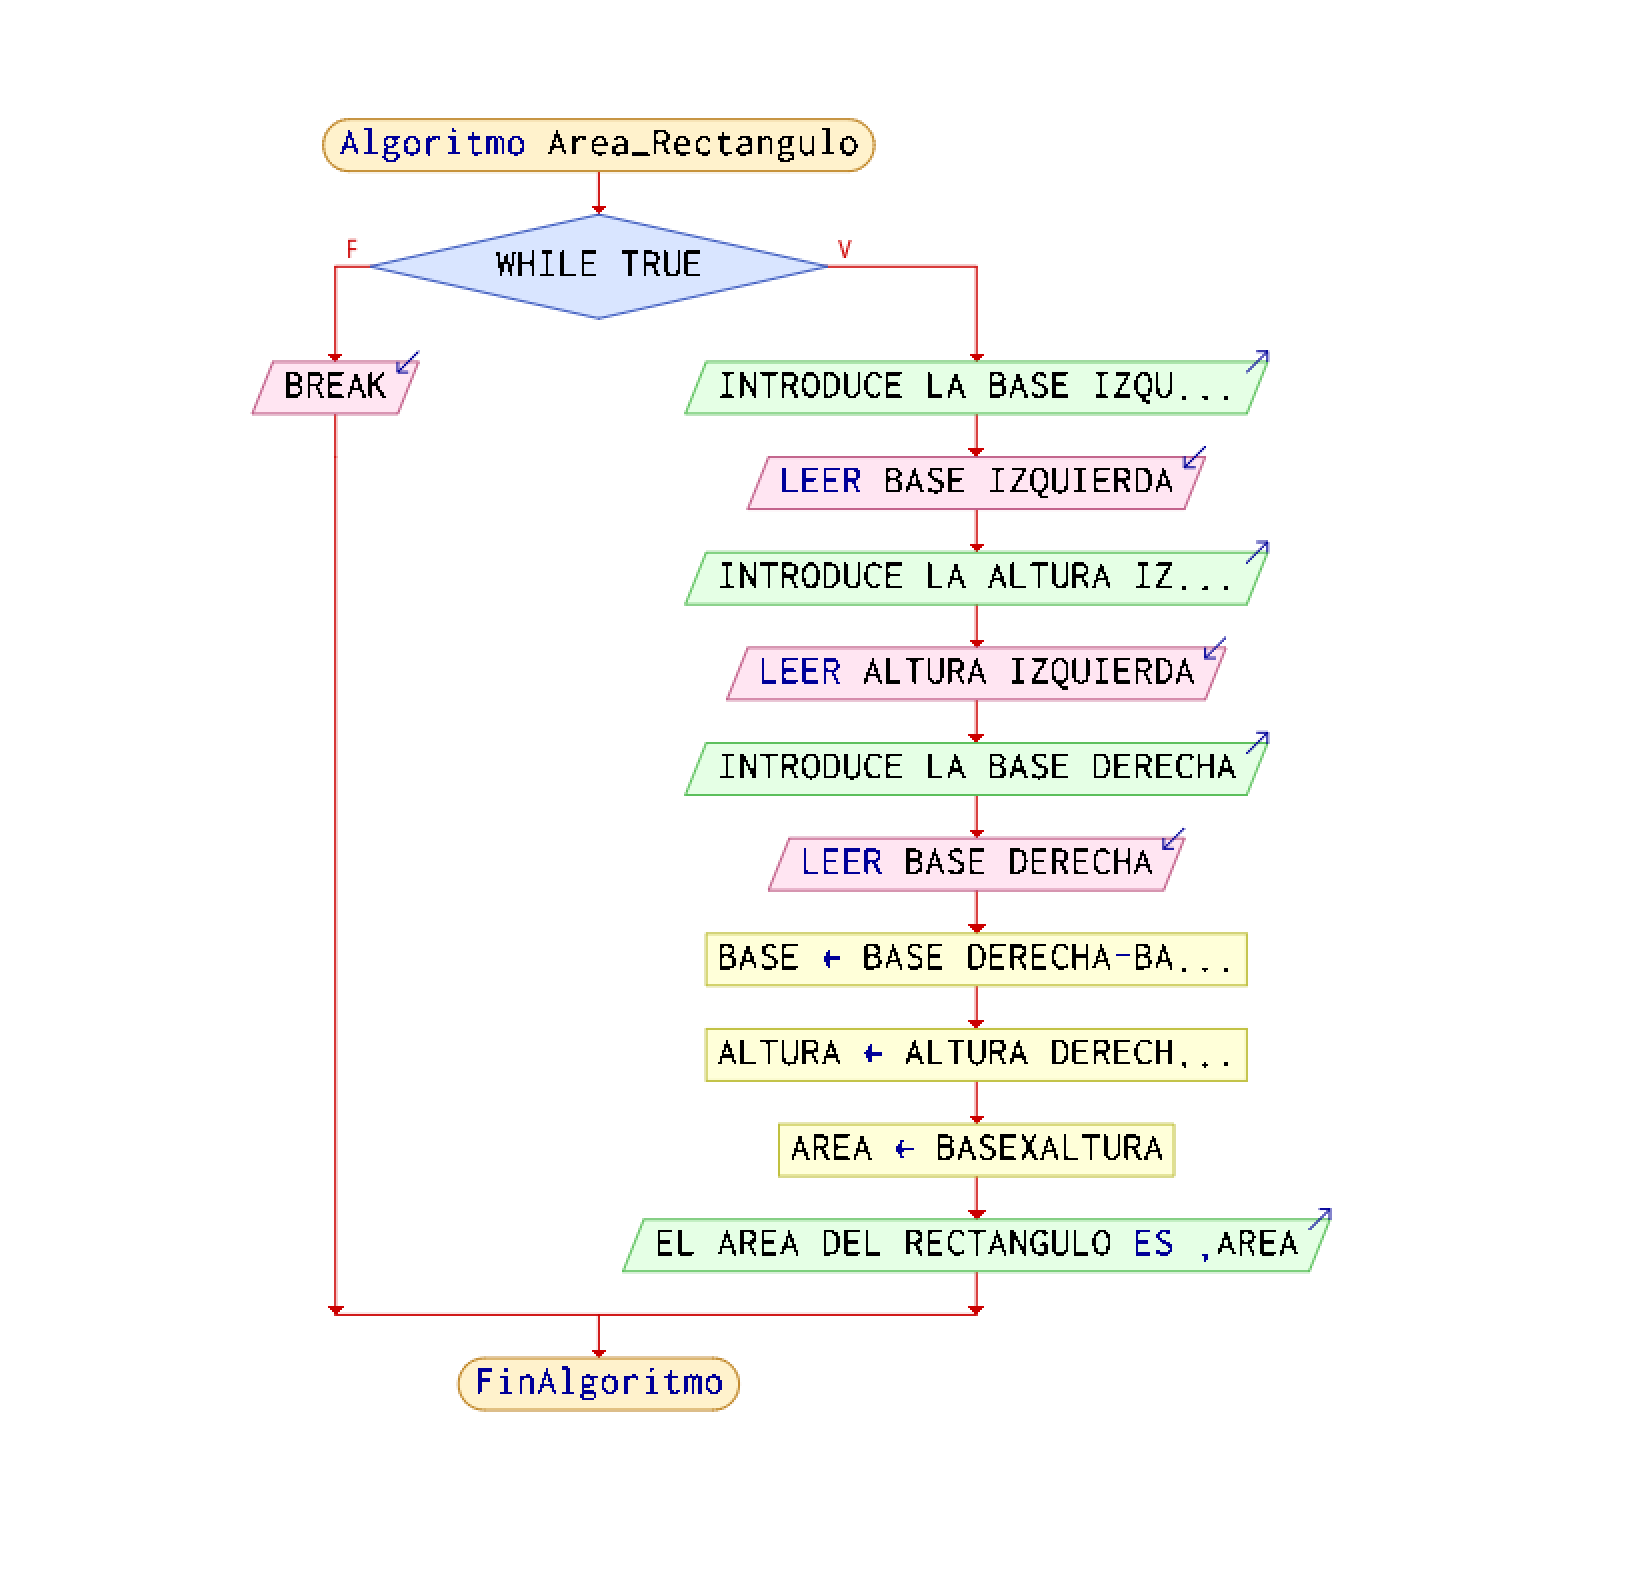 Algoritmo Area_Rectangulo
WHILE TRUE
F
V
BREAK
INTRODUCE LA BASE IZQU...
LEER BASE IZQUIERDA
INTRODUCE LA ALTURA IZ...
LEER ALTURA IZQUIERDA
INTRODUCE LA BASE DERECHA
LEER BASE DERECHA
BASE ← BASE DERECHA-BA...
ALTURA ← ALTURA DERECH...
AREA ← BASEXALTURA
EL AREA DEL RECTANGULO ES ,AREA
FinAlgoritmo